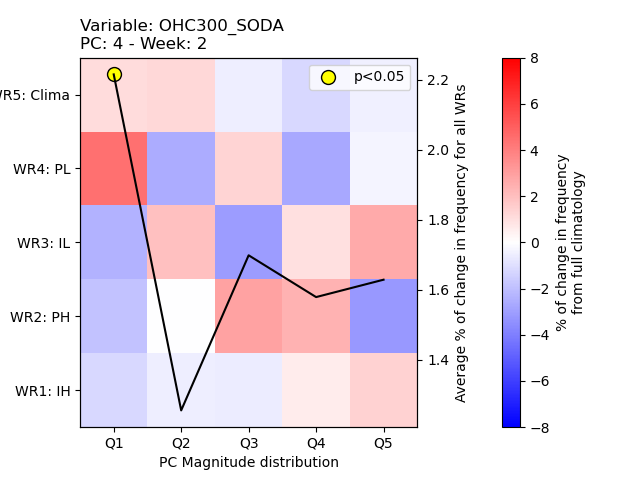 Variable: OHC300_SODA
PC: 4 - Week: 2
p<0.05
WR5: Clima
WR4: PL
WR3: IL
WR2: PH
WR1: IH
Q1
Q2
Q3
Q4
Q5
PC Magnitude distribution
2.2
2.0
1.8
1.6
1.4
Average % of change in frequency for all WRs
8
6
4
2
0
−2
−4
−6
−8
% of change in frequency
from full climatology